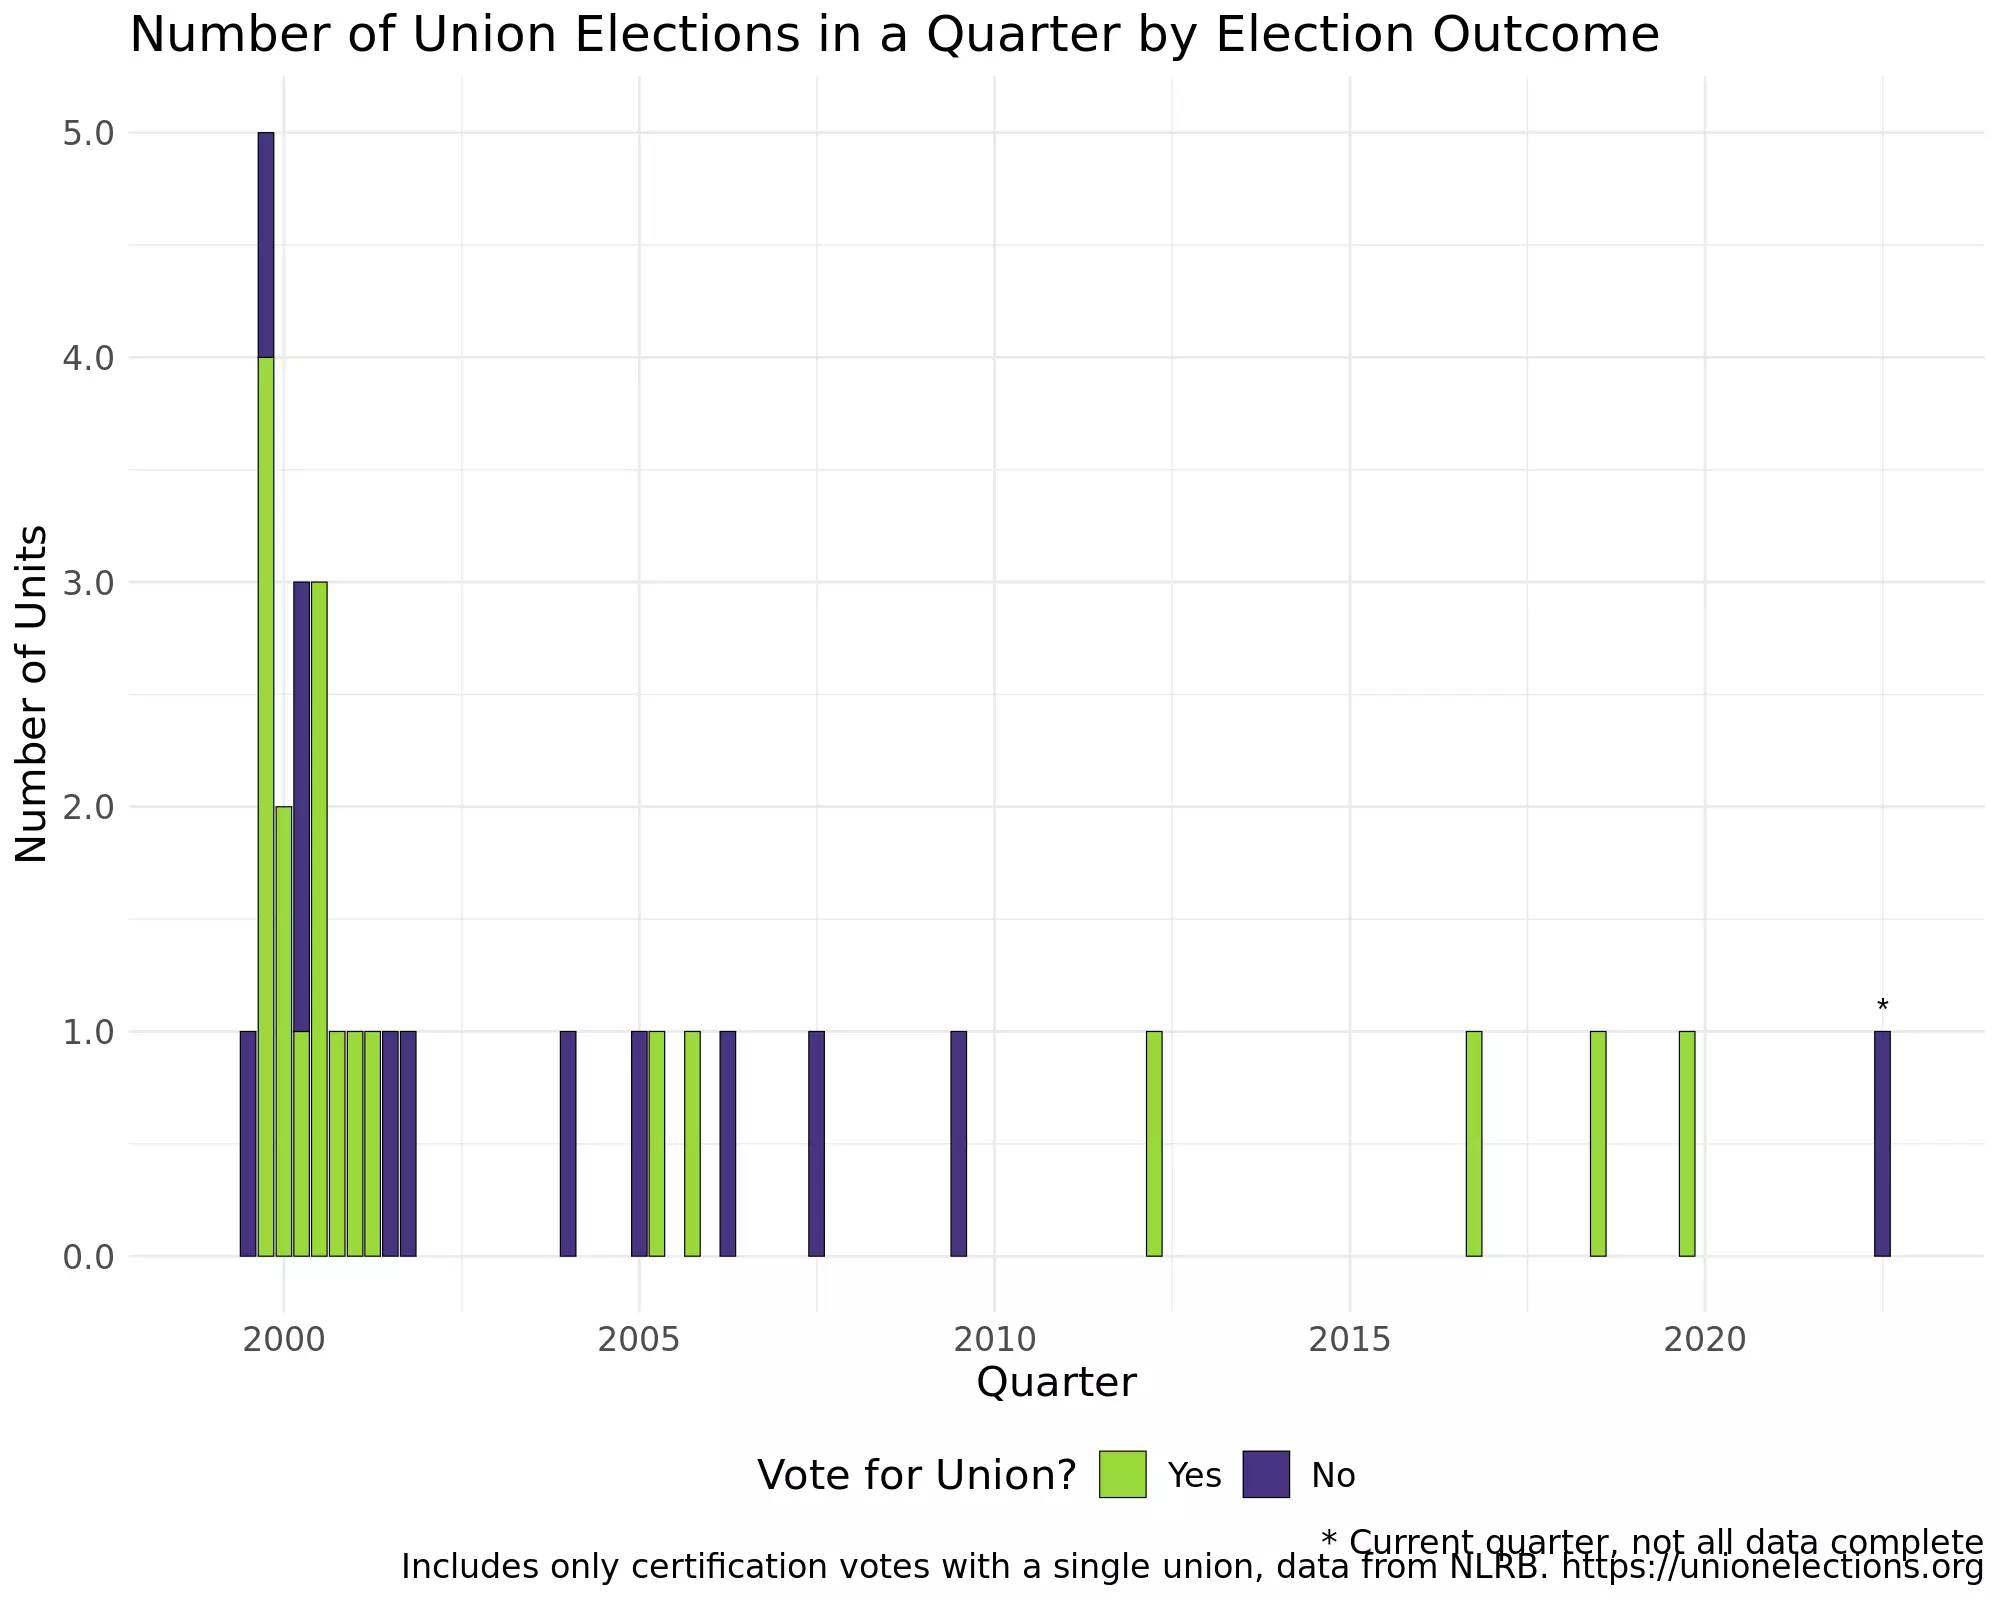 Number of Union Elections in a Quarter by Election Outcome
Number of Units
5.0
4.0
3.0
2.0
1.0
0.0
*
2000 2005 2010 2015 2020
Quarter
Vote for Union? Yes No
* Current quarter, not all data complete
Includes only certification votes with a single union, data from NLRB. https://unionelections.org